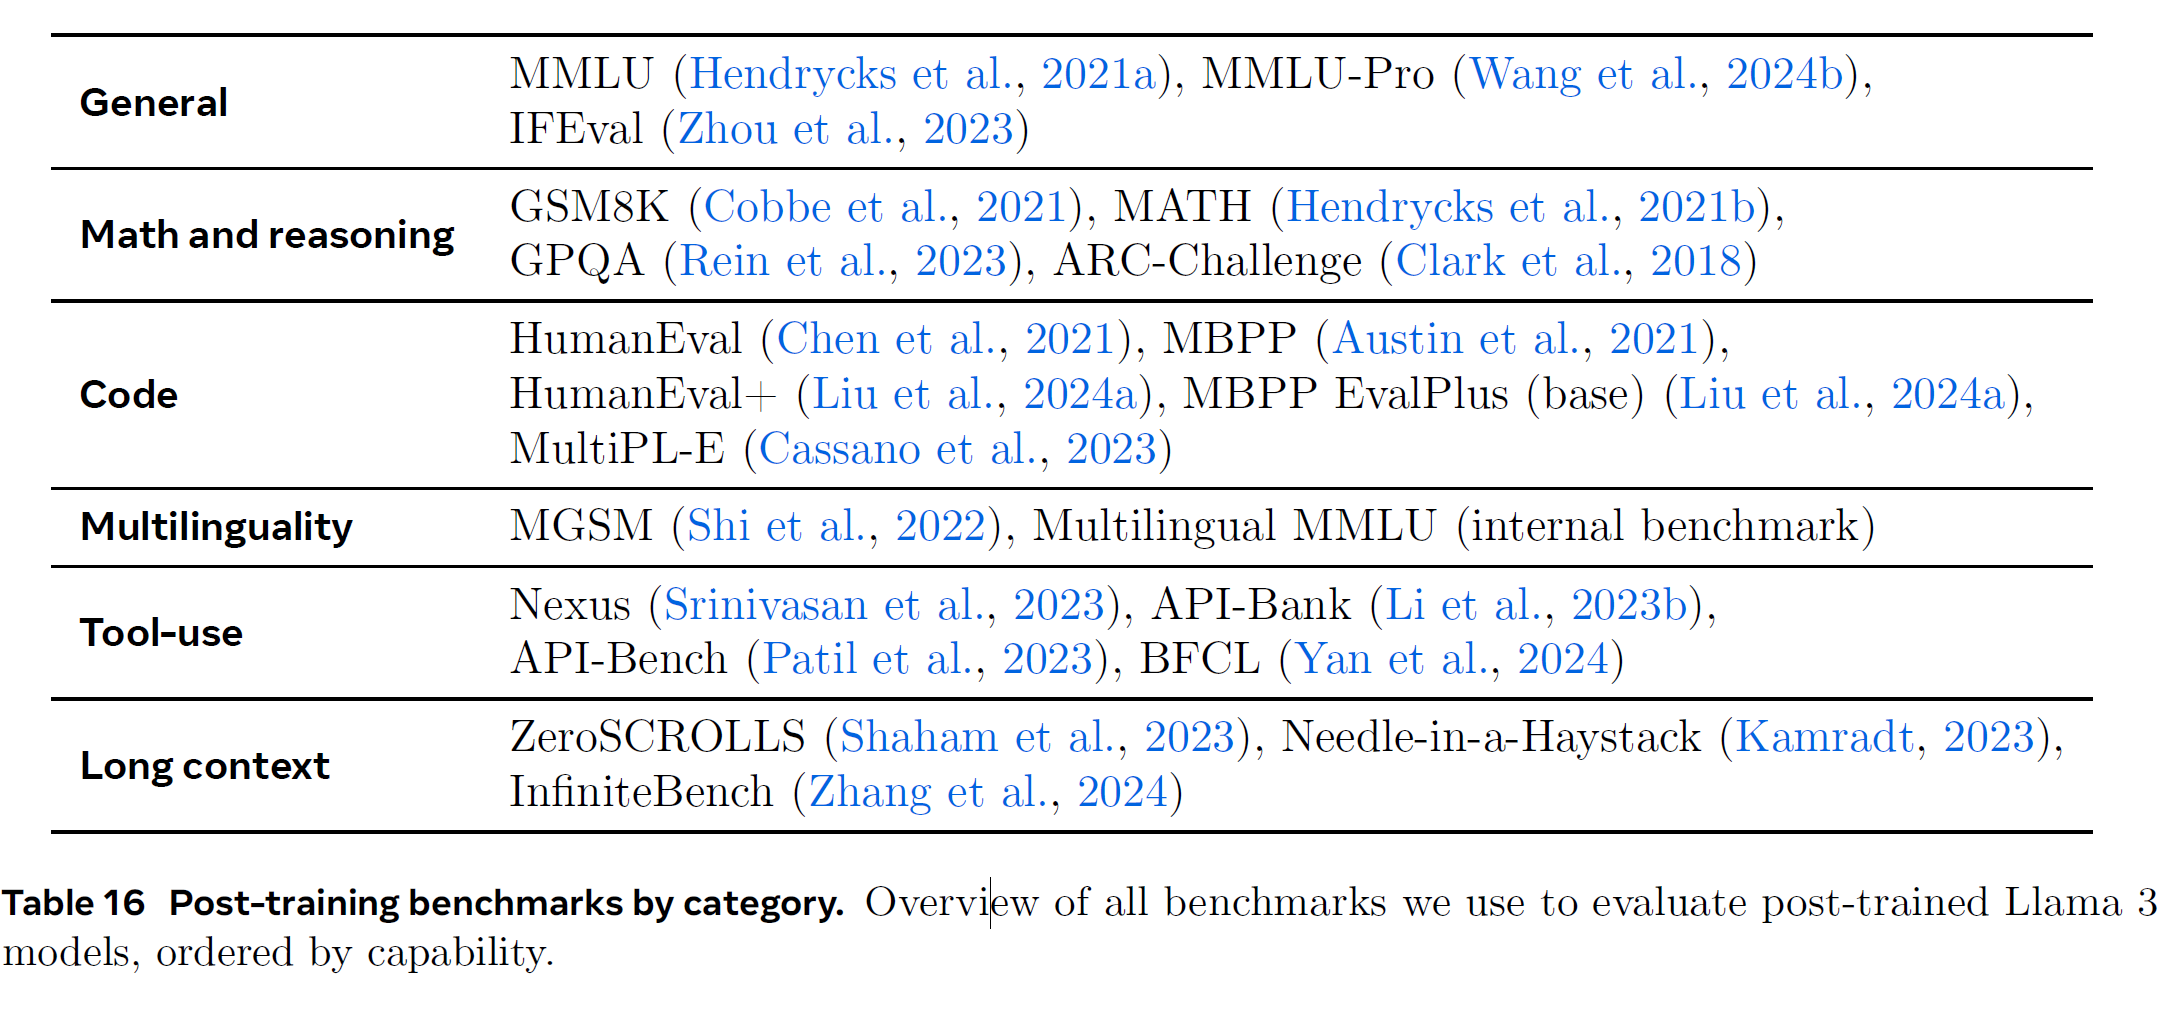 General
MMLU (Hendrycks et al., 2021a), MMLU-Pro (Wang et al., 2024b),
IFEval (Zhou et al., 2023)
Math and reasoning
GSM8K (Cobbe et al., 2021), MATH (Hendrycks et al., 2021b),
GPQA (Rein et al., 2023), ARC-Challenge (Clark et al., 2018)
Code
HumanEval (Chen et al., 2021), MBPP (Austin et al., 2021),
HumanEval+ (Liu et al., 2024a), MBPP EvalPlus (base) (Liu et al., 2024a),
MultiPL-E (Cassano et al., 2023)
Multilinguality
MGSM (Shi et al., 2022), Multilingual MMLU (internal benchmark)
Tool-use
Nexus (Srinivasan et al., 2023), API-Bank (Li et al., 2023b),
API-Bench (Patil et al., 2023), BFCL (Yan et al., 2024)
Long context
ZeroSCROLLS (Shaham et al., 2023), Needle-in-a-Haystack (Kamradt, 2023),
InfiniteBench (Zhang et al., 2024)
Table 16 Post-training benchmarks by category. Overview of all benchmarks we use to evaluate post-trained Llama 3
models, ordered by capability.